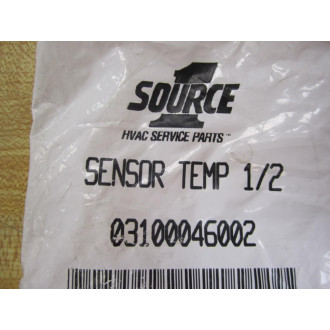 1
SOURCE
HVAC SERVICE PARTS™
SENSOR TEMP 1/2
03100046002